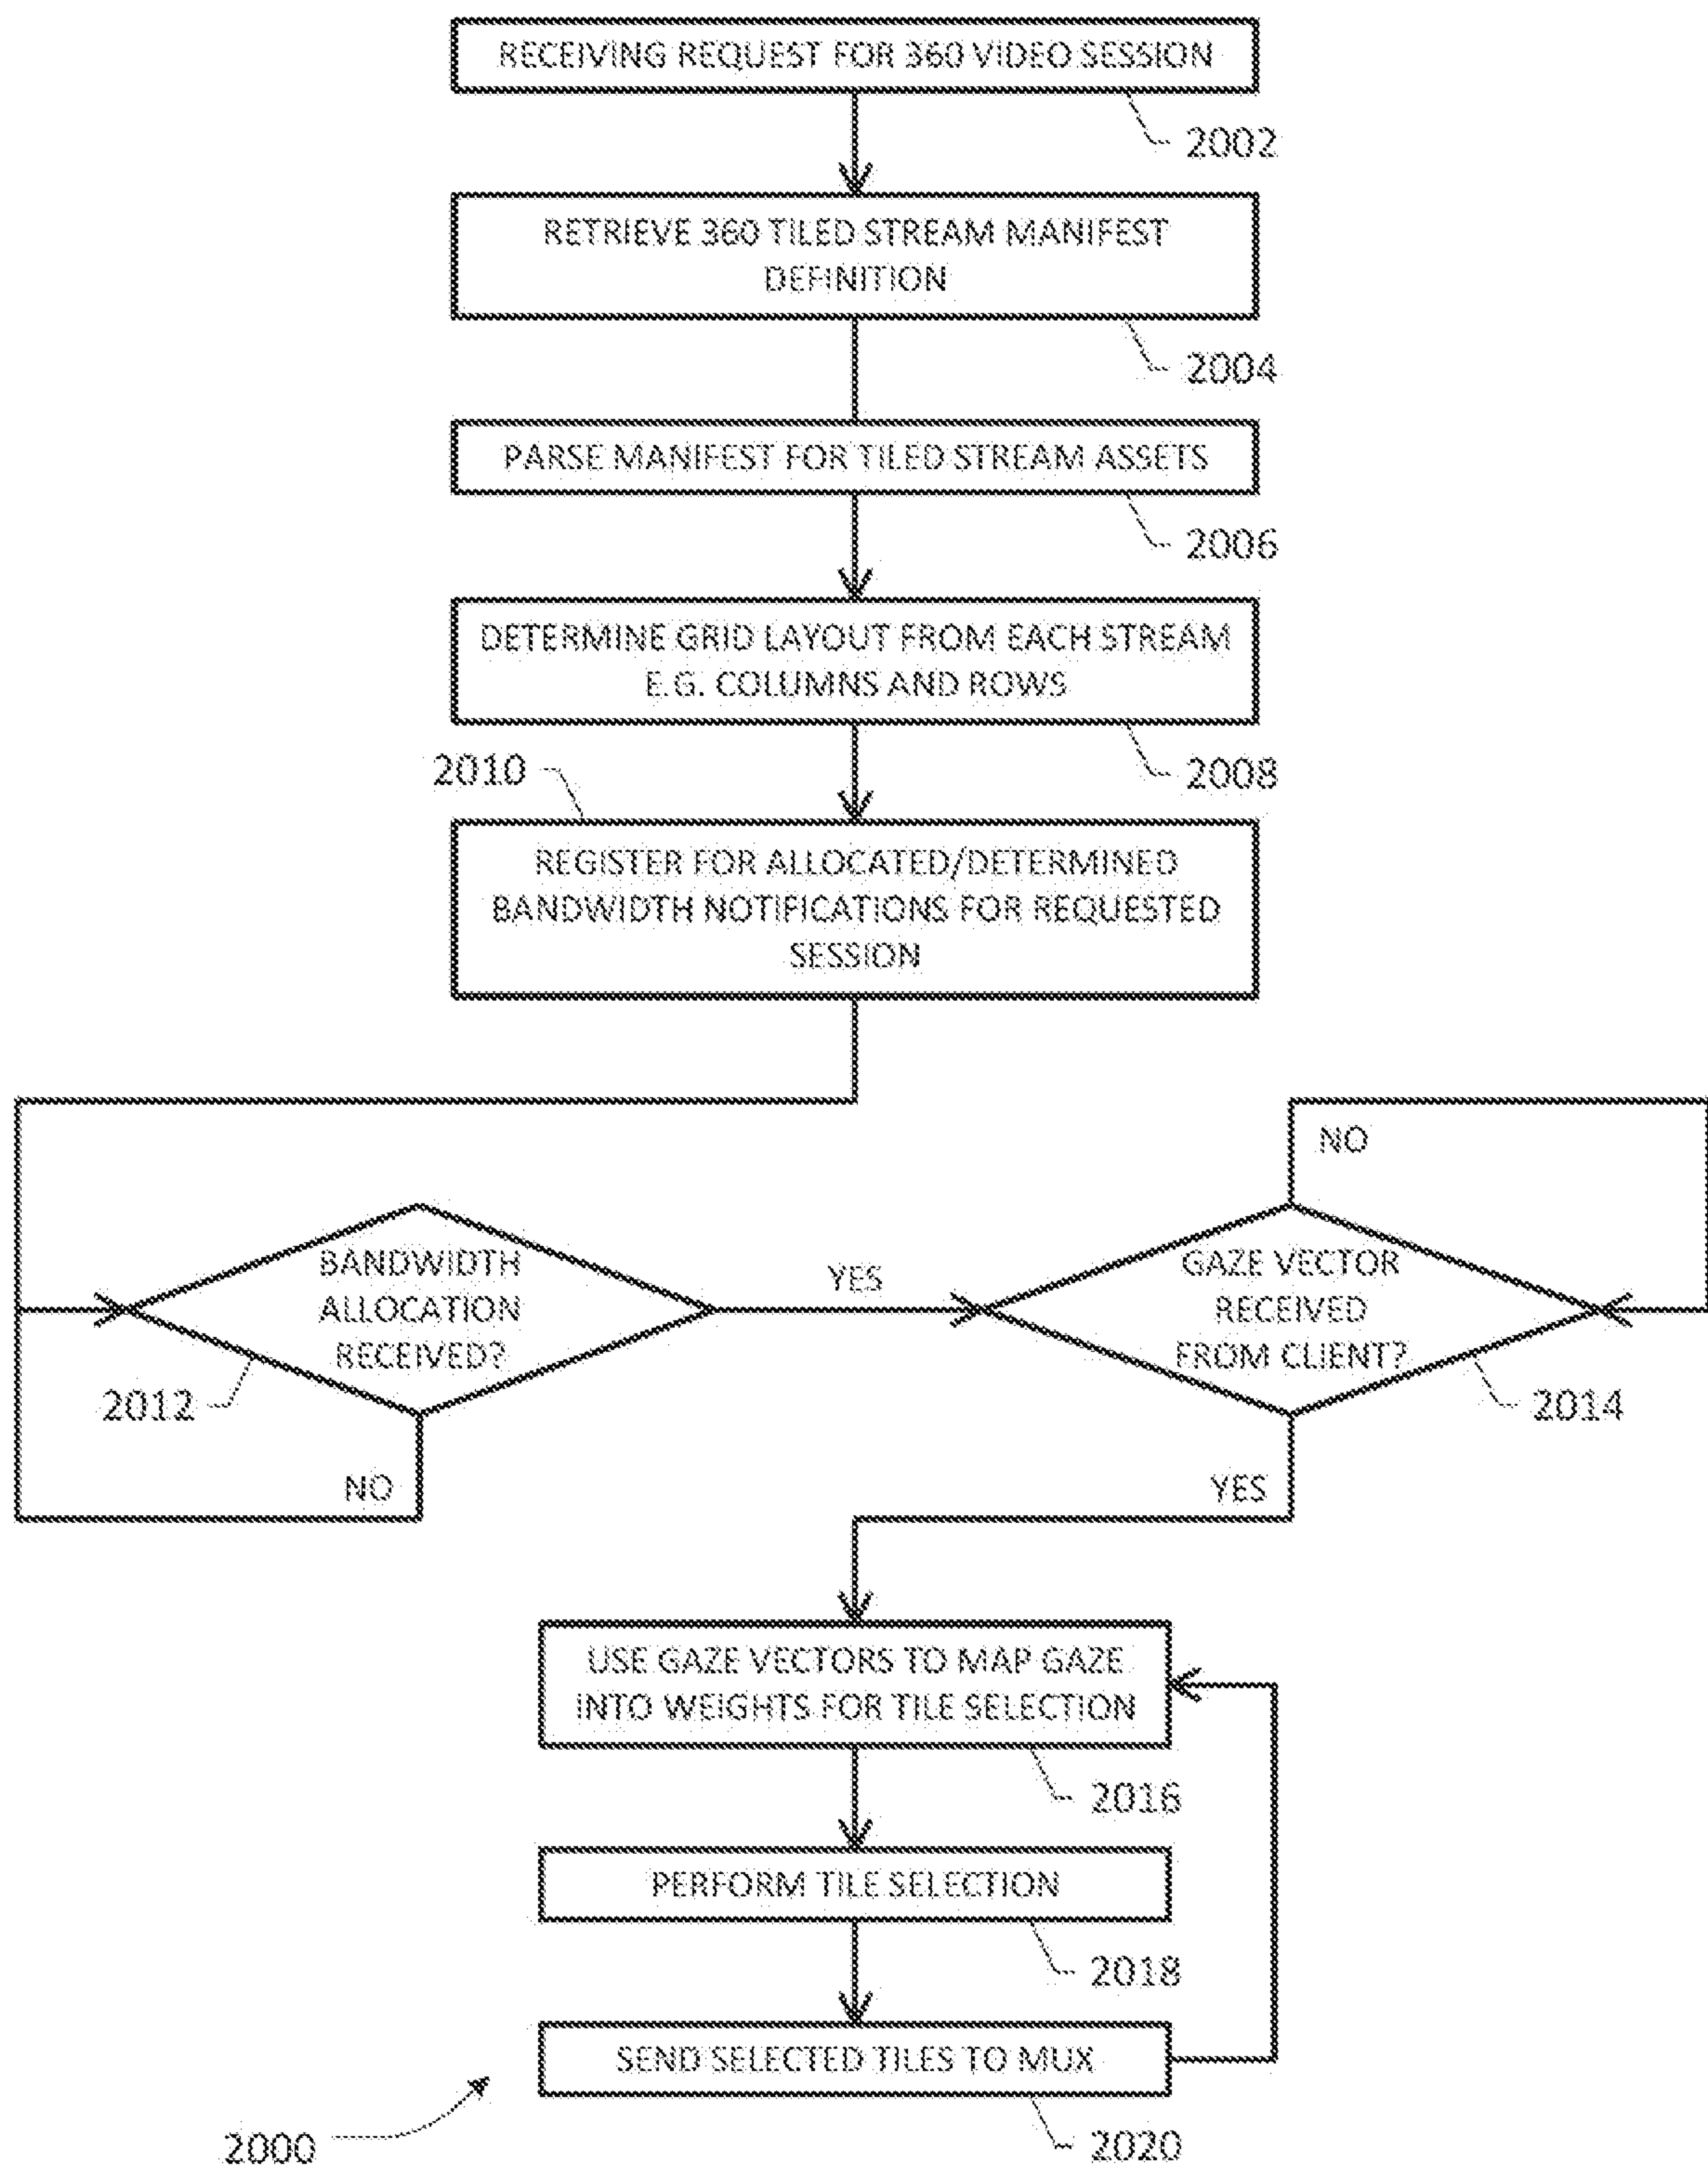 RECEIVING REQUEST FOR 360 VIDEO SESSION
2002
RETRIEVE 360 TILED STREAM MANIFEST
DEFINITION
2004
PARSE MANIFEST FOR TILED STREAM ASSETS
2006
DETERMINE GRID LAYOUT FROM EACH STREAM
E.G. COLUMNS AND ROWS
2008
2010
REGISTER FOR ALLOCATED/DETERMINED
BANDWIDTH NOTIFICATIONS FOR REQUESTED
SESSION
NO
BANDWIDTH
ALLOCATION
RECEIVED?
2012
YES
GAZE VECTOR
RECEIVED
FROM CLIENT?
2014
NO
YES
USE GAZE VECTORS TO MAP GAZE
INTO WEIGHTS FOR TILE SELECTION
2016
PERFORM TILE SELECTION
2018
SEND SELECTED TILES TO MUX
2020
2000